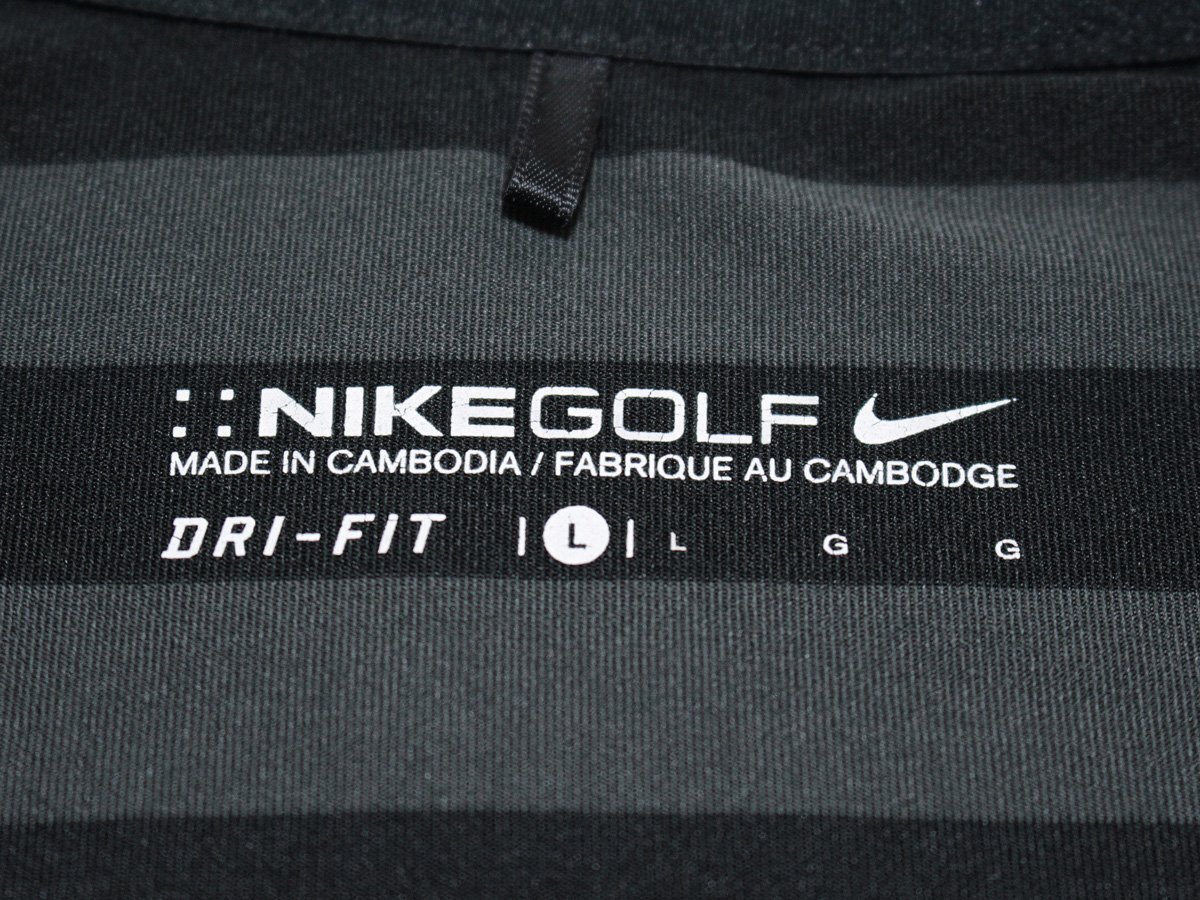 ::NIKEGOLF
MADE IN CAMBODIA / FABRIQUE AU CAMBODGE
DRI-FIT | L | L G G